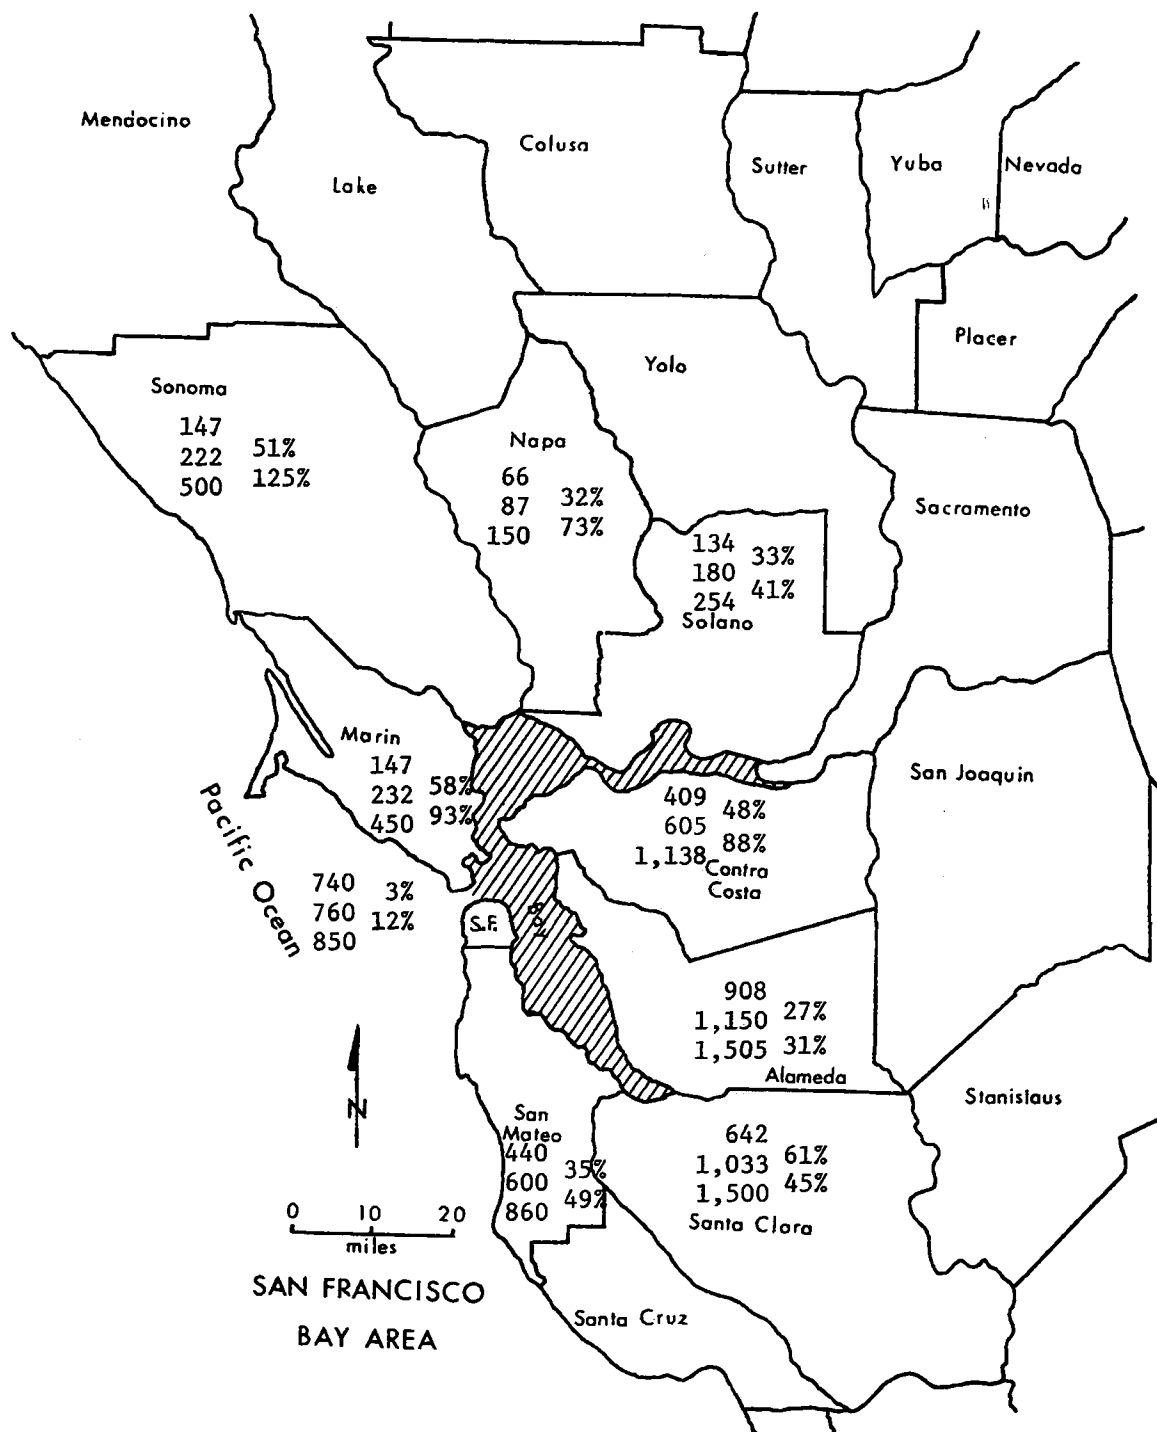 Mendocino
Lake
Colusa
Sutter
Yuba
Nevada
Placer
Yolo
Sonoma
147
222 51%
500 125%
Napa
66
87 32%
150 73%
134
180 33%
254 41%
Solano
Sacramento
Marin
147
232 58%
450 93%
Pacific Ocean
740
760 3%
850 12%
S.F.
Bay
409
605 48%
1,138 88%
Contra
Costa
San Joaquin
908
1,150 27%
1,505 31%
Alameda
Stanislaus
San
Mateo
440
600 35%
860 49%
642
1,033 61%
1,500 45%
Santa Clara
Santa Cruz
N
0 10 20
miles
SAN FRANCISCO
BAY AREA